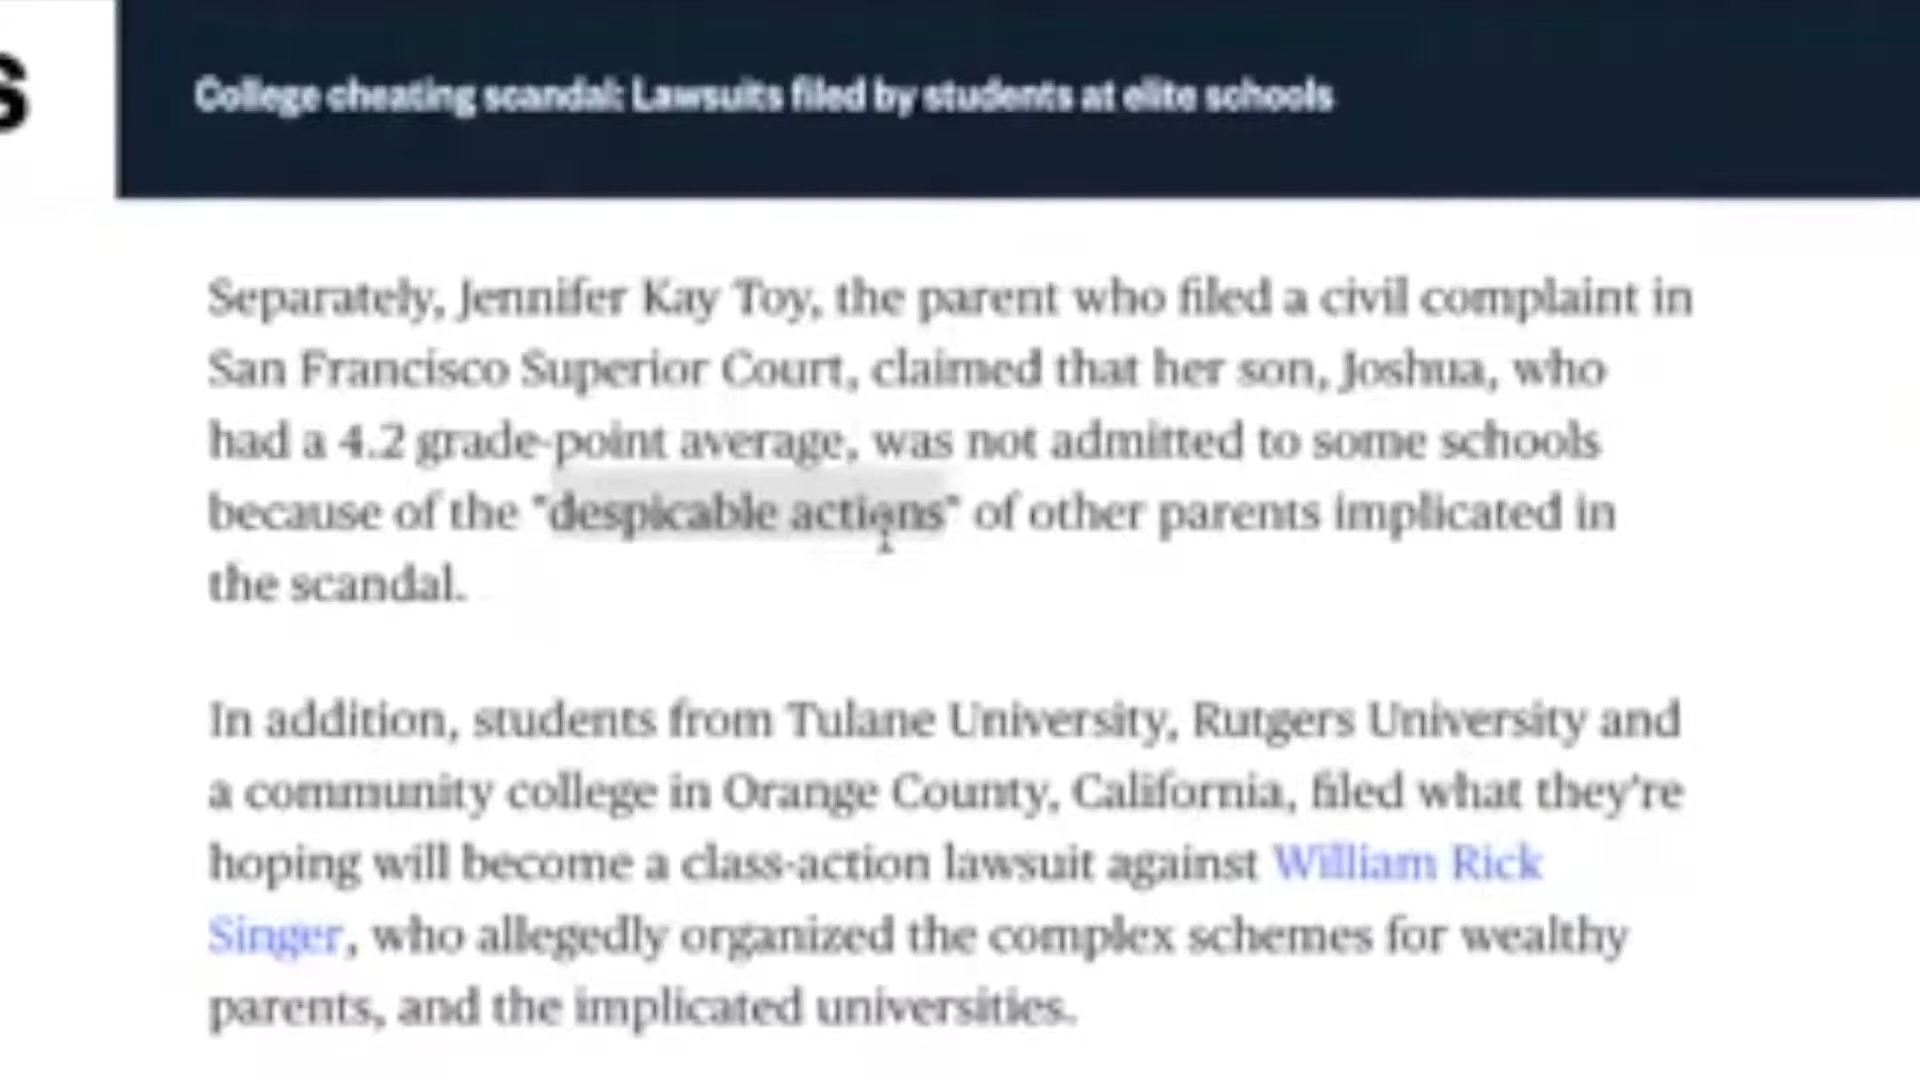 s
College cheating scandal: Lawsuits filed by students at elite schools
Separately, Jennifer Kay Toy, the parent who filed a civil complaint in
San Francisco Superior Court, claimed that her son, Joshua, who
had a 4.2 grade-point average, was not admitted to some schools
because of the "despicable actions" of other parents implicated in
the scandal.
In addition, students from Tulane University, Rutgers University and
a community college in Orange County, California, filed what they're
hoping will become a class-action lawsuit against William Rick
Singer, who allegedly organized the complex schemes for wealthy
parents, and the implicated universities.